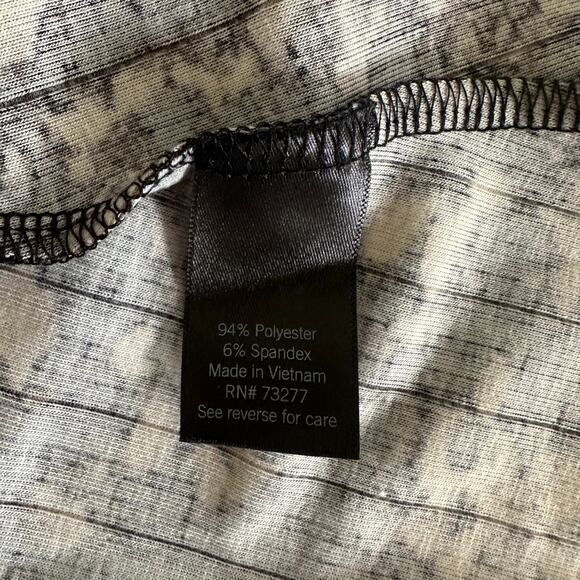 94% Polyester
6% Spandex
Made in Vietnam
RN# 73277
See reverse for care